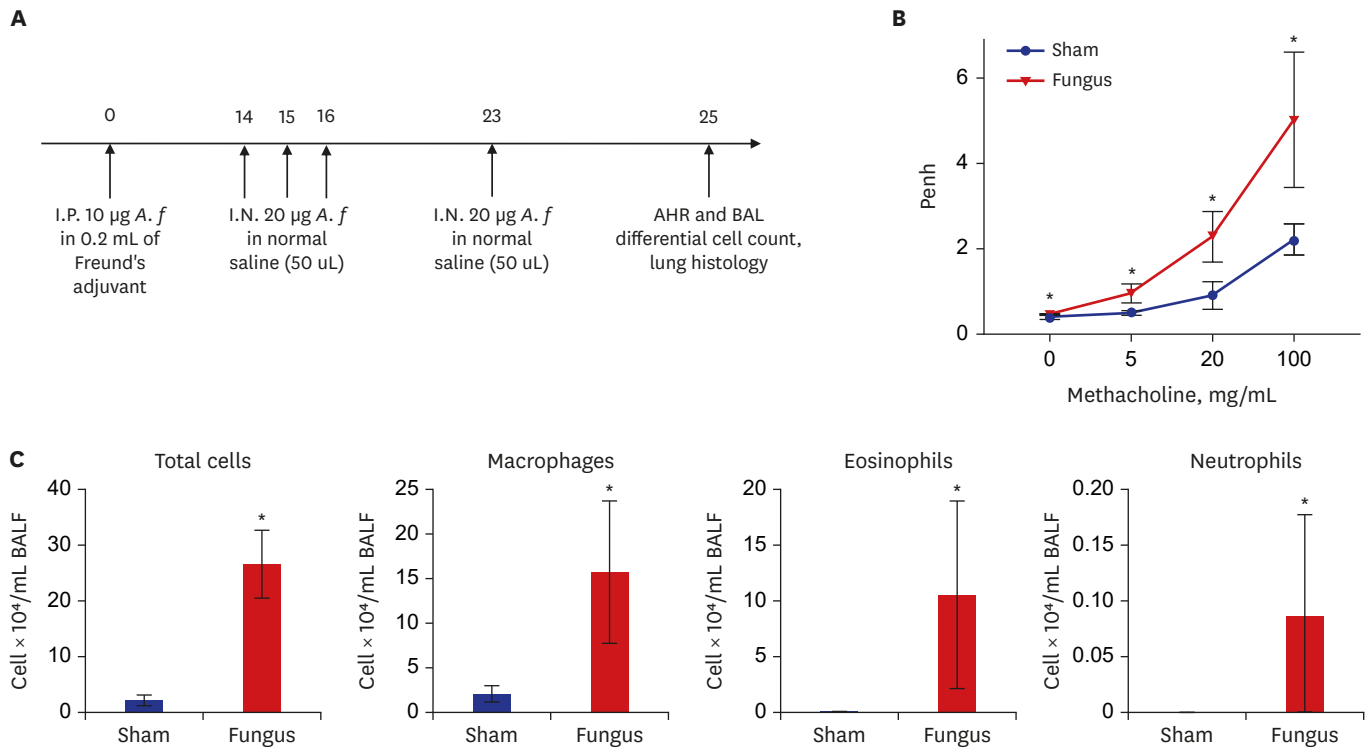 A
0
14
15
16
23
25
I.P. 10 µg A. f
in 0.2 mL of
Freund's
adjuvant
I.N. 20 µg A. f
in normal
saline (50 uL)
I.N. 20 µg A. f
in normal
saline (50 uL)
AHR and BAL
differential cell count,
lung histology
B
Sham
Fungus
Penh
6
4
2
0
*
*
*
*
0
5
20
100
Methacholine, mg/mL
C
Total cells
Cell × 10⁴/mL BALF
40
30
20
10
0
*
Sham
Fungus
Macrophages
Cell × 10⁴/mL BALF
25
20
15
10
5
0
*
Sham
Fungus
Eosinophils
Cell × 10⁴/mL BALF
20
15
10
5
0
*
Sham
Fungus
Neutrophils
Cell × 10⁴/mL BALF
0.20
0.15
0.10
0.05
0
*
Sham
Fungus